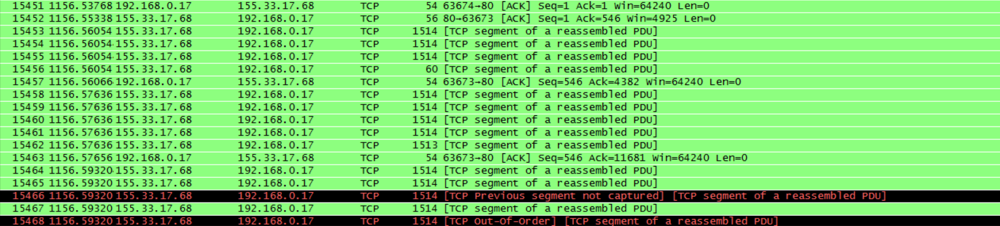 15451 1156.53768 192.168.0.17 155.33.17.68 TCP 54 63674→80 [ACK] Seq=1 Ack=1 Win=64240 Len=0
15452 1156.55338 155.33.17.68 192.168.0.17 TCP 56 80→63673 [ACK] Seq=1 Ack=546 Win=4925 Len=0
15453 1156.56054 155.33.17.68 192.168.0.17 TCP 1514 [TCP segment of a reassembled PDU]
15454 1156.56054 155.33.17.68 192.168.0.17 TCP 1514 [TCP segment of a reassembled PDU]
15455 1156.56054 155.33.17.68 192.168.0.17 TCP 1514 [TCP segment of a reassembled PDU]
15456 1156.56054 155.33.17.68 192.168.0.17 TCP 60 [TCP segment of a reassembled PDU]
15457 1156.56066 192.168.0.17 155.33.17.68 TCP 54 63673→80 [ACK] Seq=546 Ack=4382 Win=64240 Len=0
15458 1156.57636 155.33.17.68 192.168.0.17 TCP 1514 [TCP segment of a reassembled PDU]
15459 1156.57636 155.33.17.68 192.168.0.17 TCP 1514 [TCP segment of a reassembled PDU]
15460 1156.57636 155.33.17.68 192.168.0.17 TCP 1514 [TCP segment of a reassembled PDU]
15461 1156.57636 155.33.17.68 192.168.0.17 TCP 1514 [TCP segment of a reassembled PDU]
15462 1156.57636 155.33.17.68 192.168.0.17 TCP 1513 [TCP segment of a reassembled PDU]
15463 1156.57656 192.168.0.17 155.33.17.68 TCP 54 63673→80 [ACK] Seq=546 Ack=11681 Win=64240 Len=0
15464 1156.59320 155.33.17.68 192.168.0.17 TCP 1514 [TCP segment of a reassembled PDU]
15465 1156.59320 155.33.17.68 192.168.0.17 TCP 1514 [TCP segment of a reassembled PDU]
15466 1156.59320 155.33.17.68 192.168.0.17 TCP 1514 [TCP Previous segment not captured] [TCP segment of a reassembled PDU]
15467 1156.59320 155.33.17.68 192.168.0.17 TCP 1514 [TCP segment of a reassembled PDU]
15468 1156.59320 155.33.17.68 192.168.0.17 TCP 1514 [TCP Out-Of-Order] [TCP segment of a reassembled PDU]